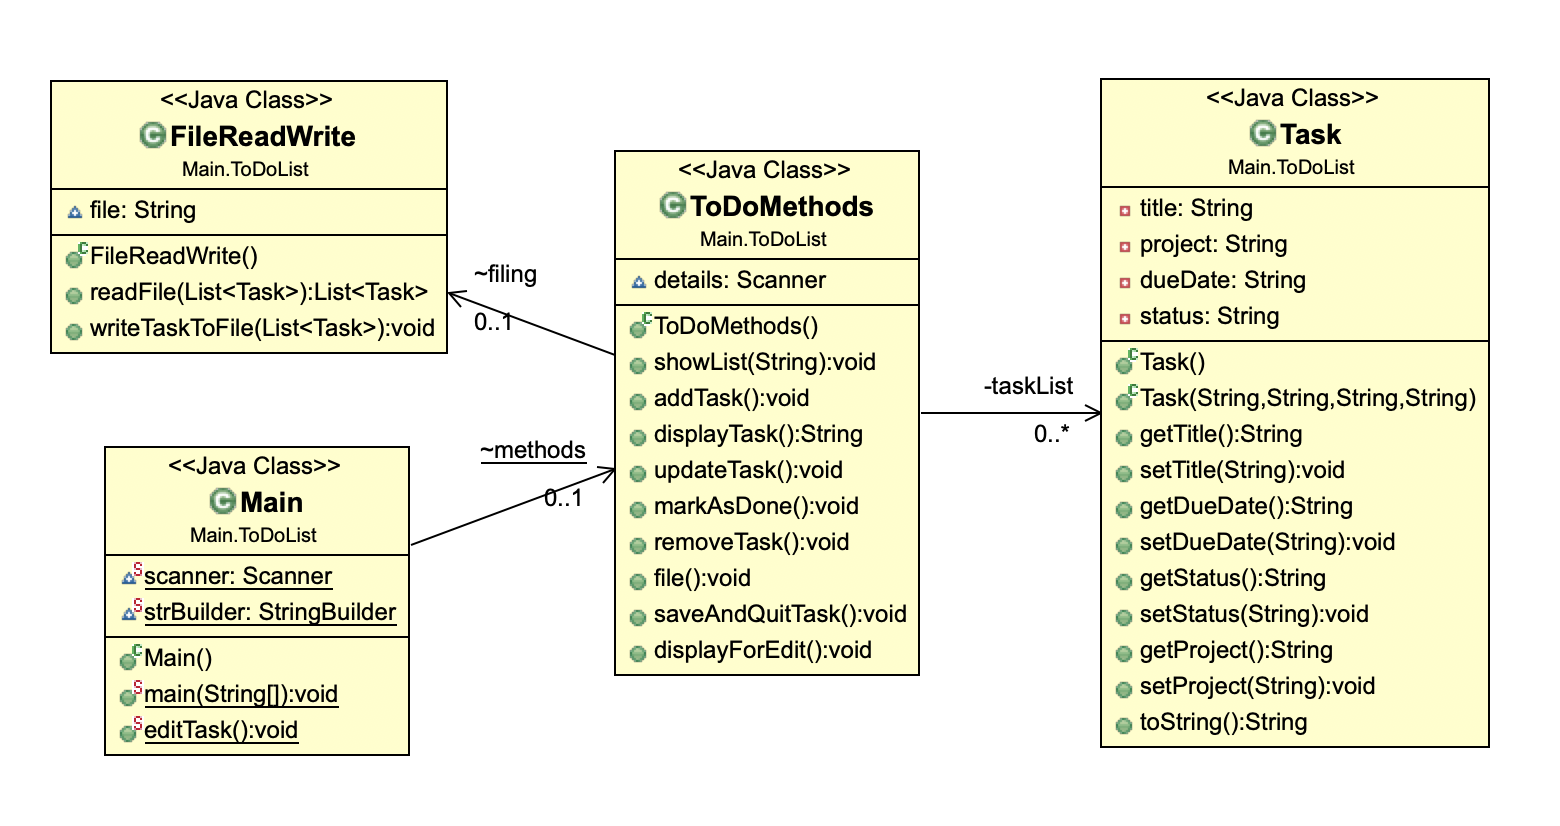 <<Java Class>>
FileReadWrite
Main.ToDoList
file: String
FileReadWrite()
readFile(List<Task>):List<Task>
writeTaskToFile(List<Task>):void
~filing
0..1
<<Java Class>>
Main
Main.ToDoList
scanner: Scanner
strBuilder: StringBuilder
Main()
main(String[]):void
editTask():void
~methods
0..1
<<Java Class>>
ToDoMethods
Main.ToDoList
details: Scanner
ToDoMethods()
showList(String):void
addTask():void
displayTask():String
updateTask():void
markAsDone():void
removeTask():void
file():void
saveAndQuitTask():void
displayForEdit():void
-taskList
0..*
<<Java Class>>
Task
Main.ToDoList
title: String
project: String
dueDate: String
status: String
Task()
Task(String,String,String,String)
getTitle():String
setTitle(String):void
getDueDate():String
setDueDate(String):void
getStatus():String
setStatus(String):void
getProject():String
setProject(String):void
toString():String